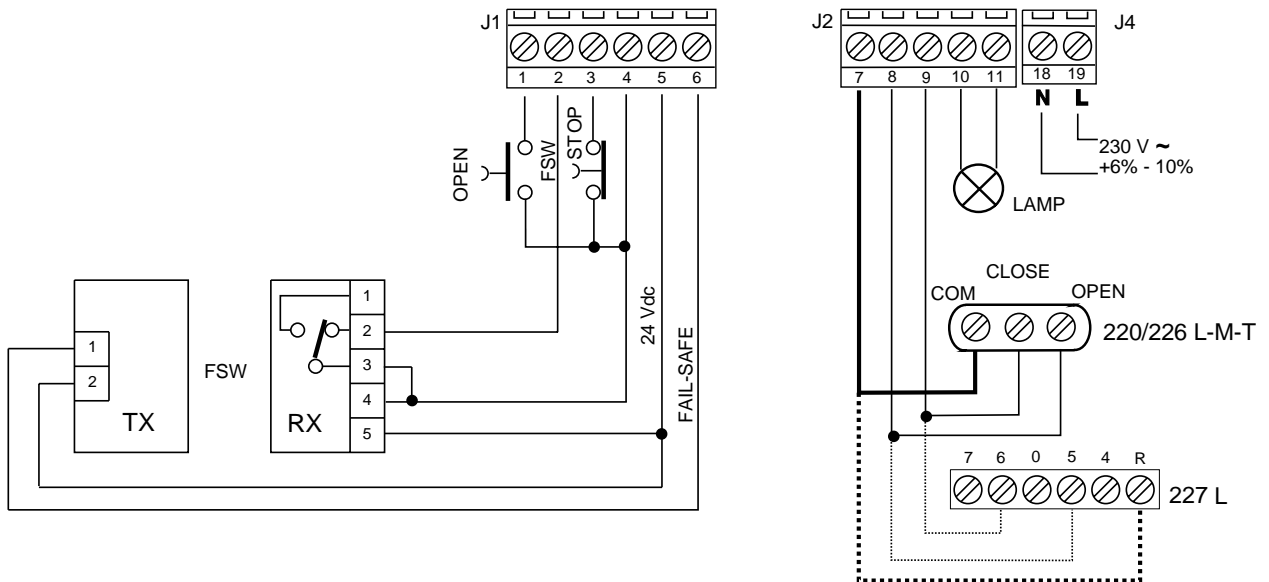 J1
1 2 3 4 5 6
OPEN
FSW
STOP
24 Vdc
FAIL-SAFE
1
2
TX
FSW
RX
1
2
3
4
5
J2
7 8 9 10 11
J4
18 19
N L
230 V ~
+6% - 10%
LAMP
CLOSE
COM OPEN
220/226 L-M-T
7 6 0 5 4 R
227 L